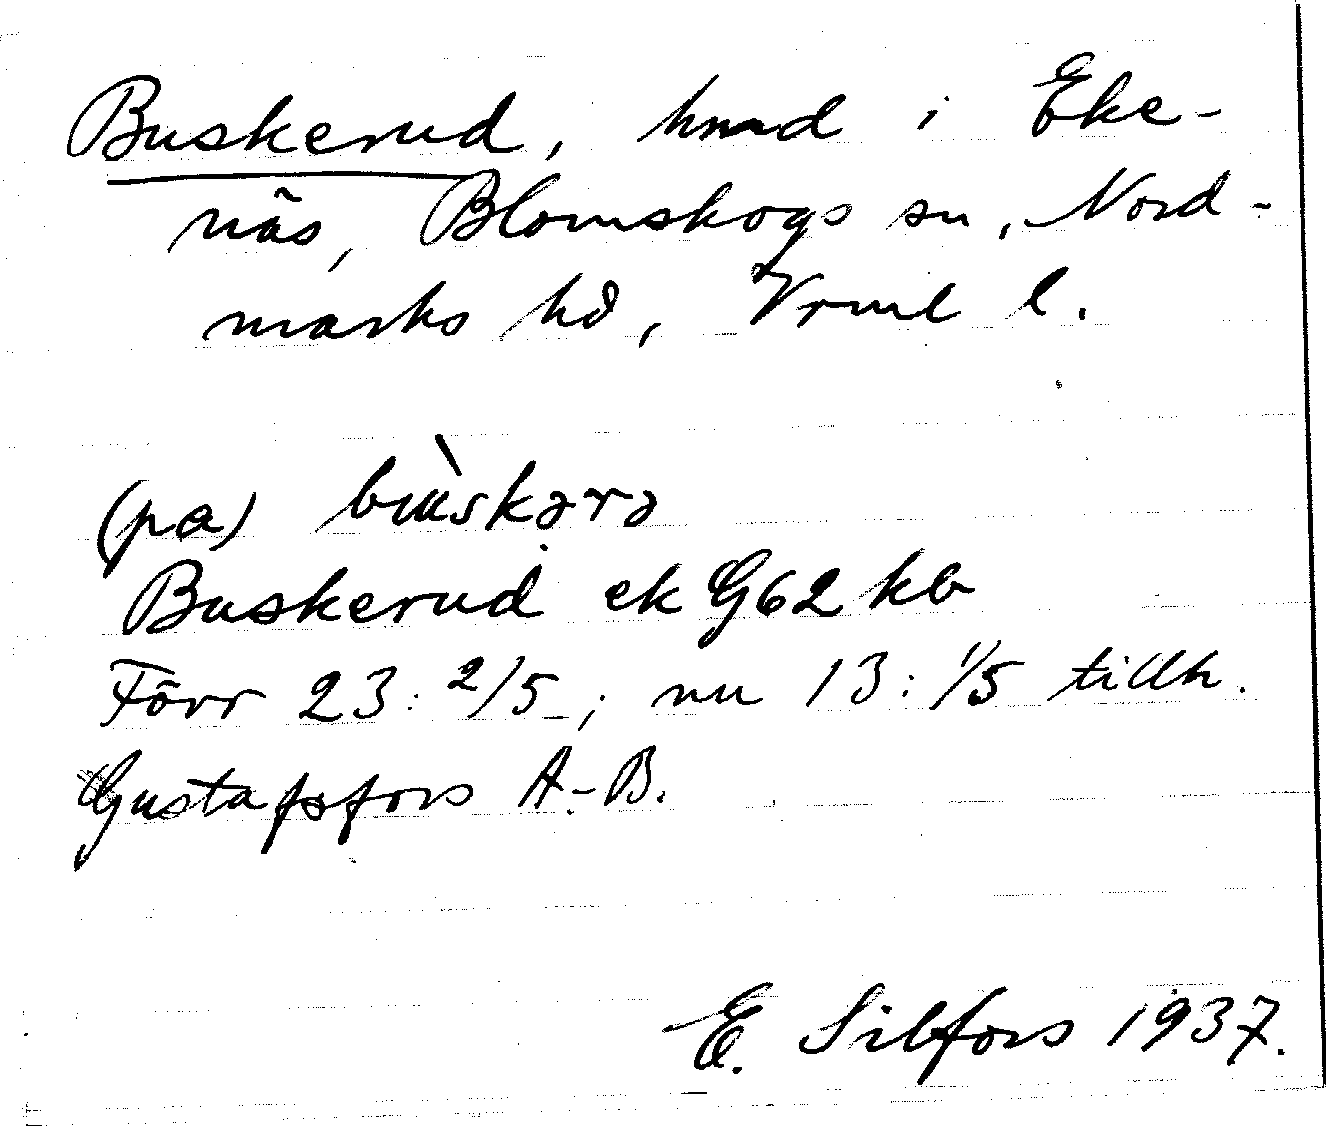 Buskerud, hmd i Eke-
näs, Blomskogs sn, Nord-
marks hd, Vrml l.
(pa) bùskərə
Buskerud ek G62 kb
Förr 23: 2/5; nu 13: 1/5 tillh.
Gustafsfors A.-B.
E. Silfors 1937.